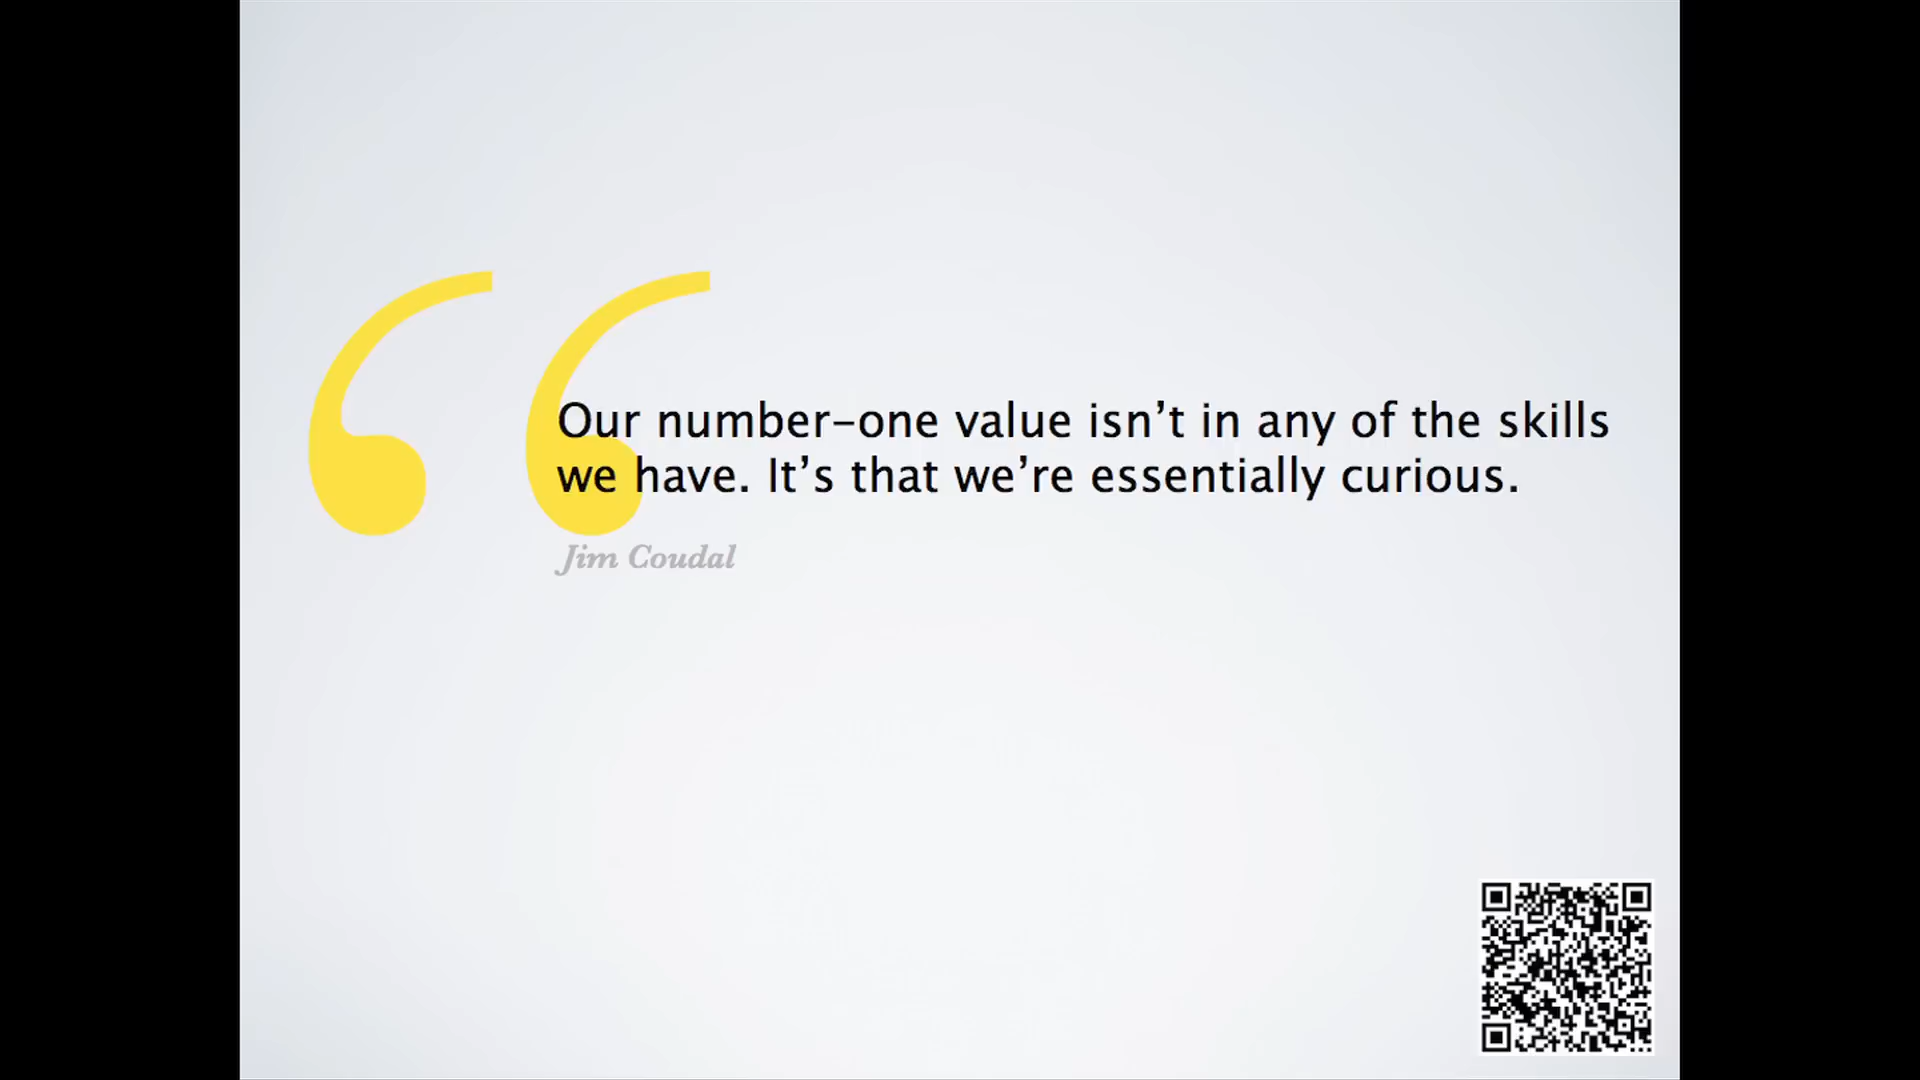 Our number-one value isn’t in any of the skills
we have. It’s that we’re essentially curious.
Jim Coudal